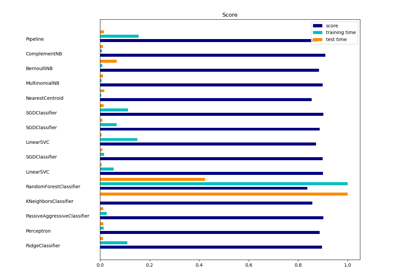 Score
score
training time
test time
Pipeline
ComplementNB
BernoulliNB
MultinomialNB
NearestCentroid
SGDClassifier
SGDClassifier
LinearSVC
SGDClassifier
LinearSVC
RandomForestClassifier
KNeighborsClassifier
PassiveAggressiveClassifier
Perceptron
RidgeClassifier
0.0 0.2 0.4 0.6 0.8 1.0